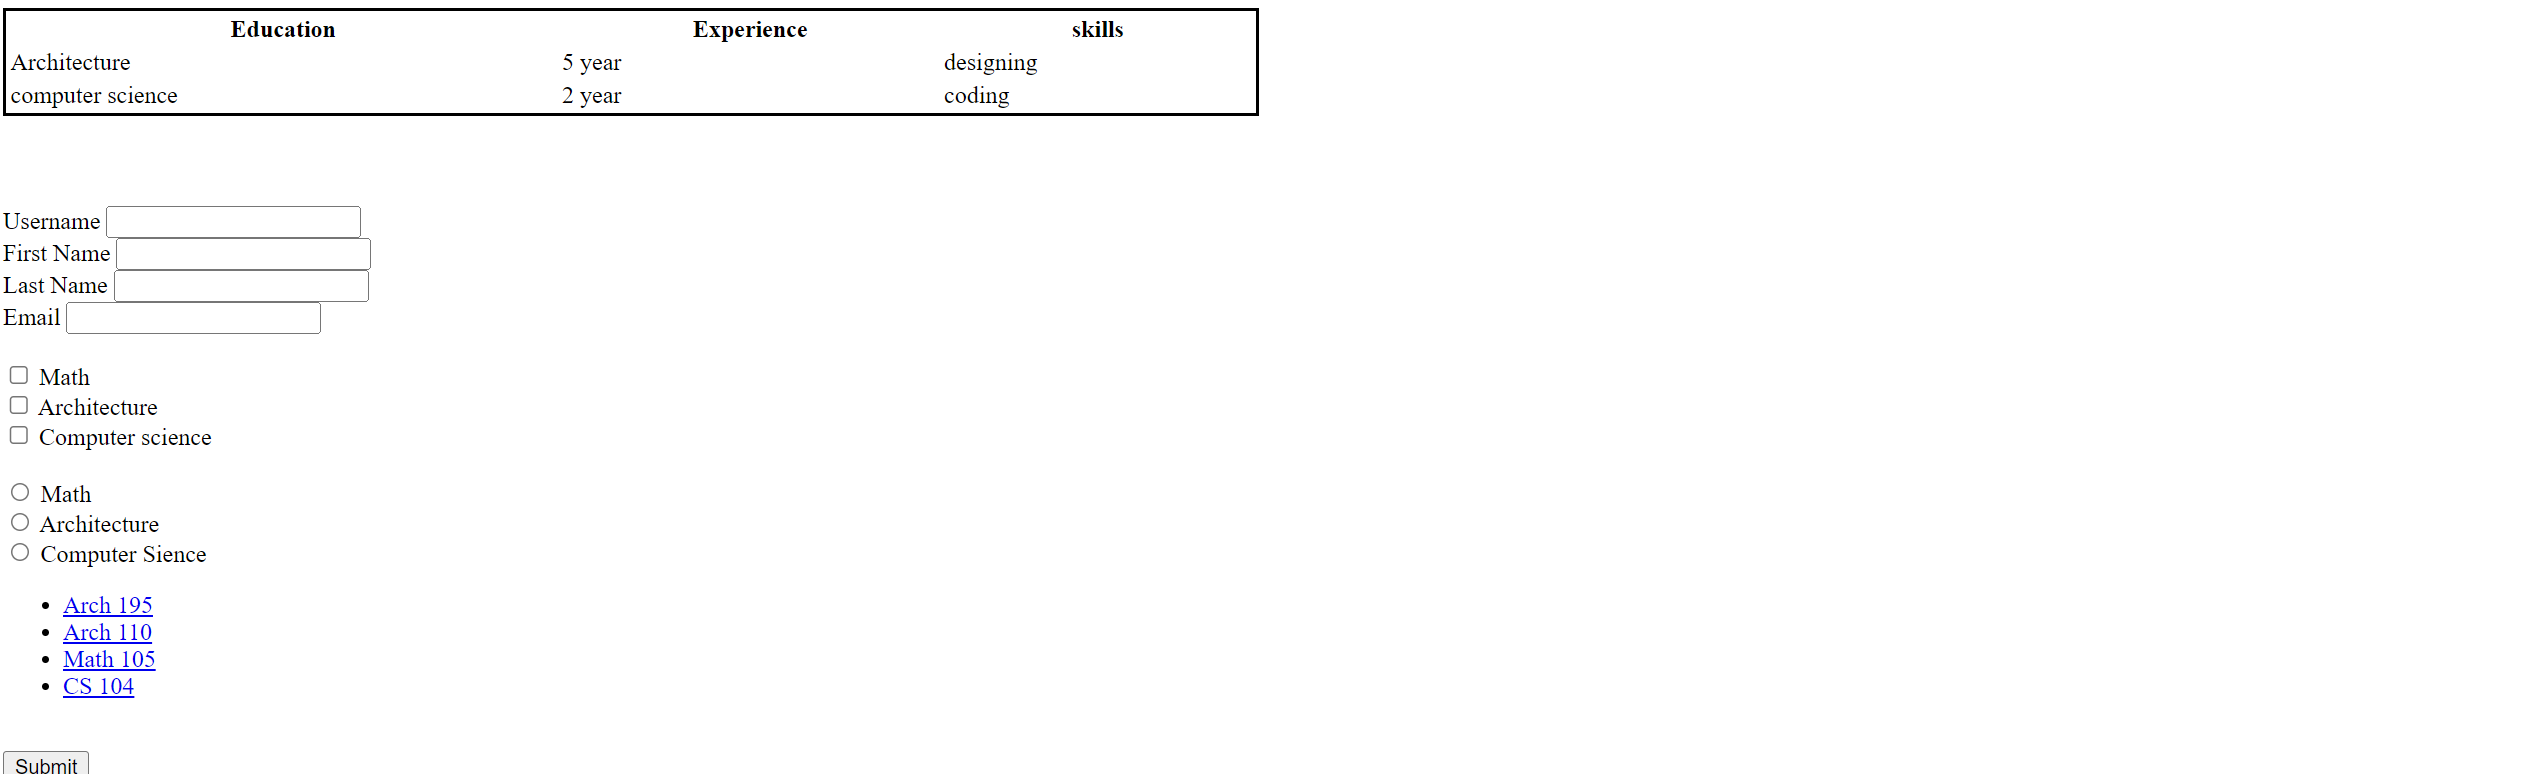 Education Experience skills
Architecture 5 year designing
computer science 2 year coding
Username
First Name
Last Name
Email
Math
Architecture
Computer science
Math
Architecture
Computer Sience
Arch 195
Arch 110
Math 105
CS 104
Submit